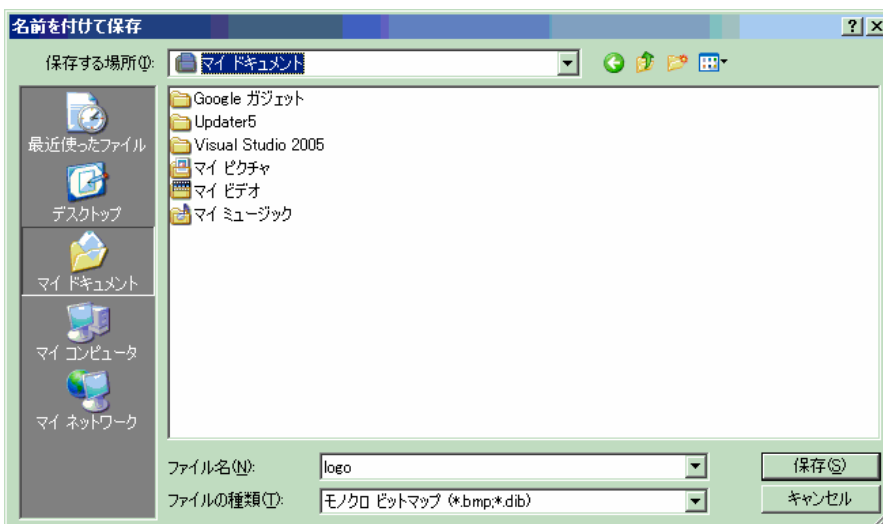 名前を付けて保存
保存する場所(I):
マイ ドキュメント
最近使ったファイル
デスクトップ
マイ ドキュメント
マイ コンピュータ
マイ ネットワーク
Google ガジェット
Updater5
Visual Studio 2005
マイ ピクチャ
マイ ビデオ
マイ ミュージック
ファイル名(N):
logo
保存(S)
ファイルの種類(T):
モノクロ ビットマップ (*.bmp;*.dib)
キャンセル